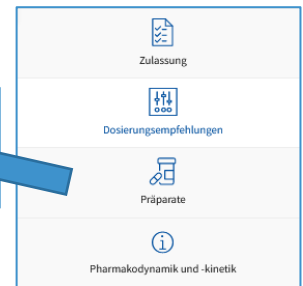 Zulassung
Dosierungsempfehlungen
Präparate
Pharmakodynamik und -kinetik